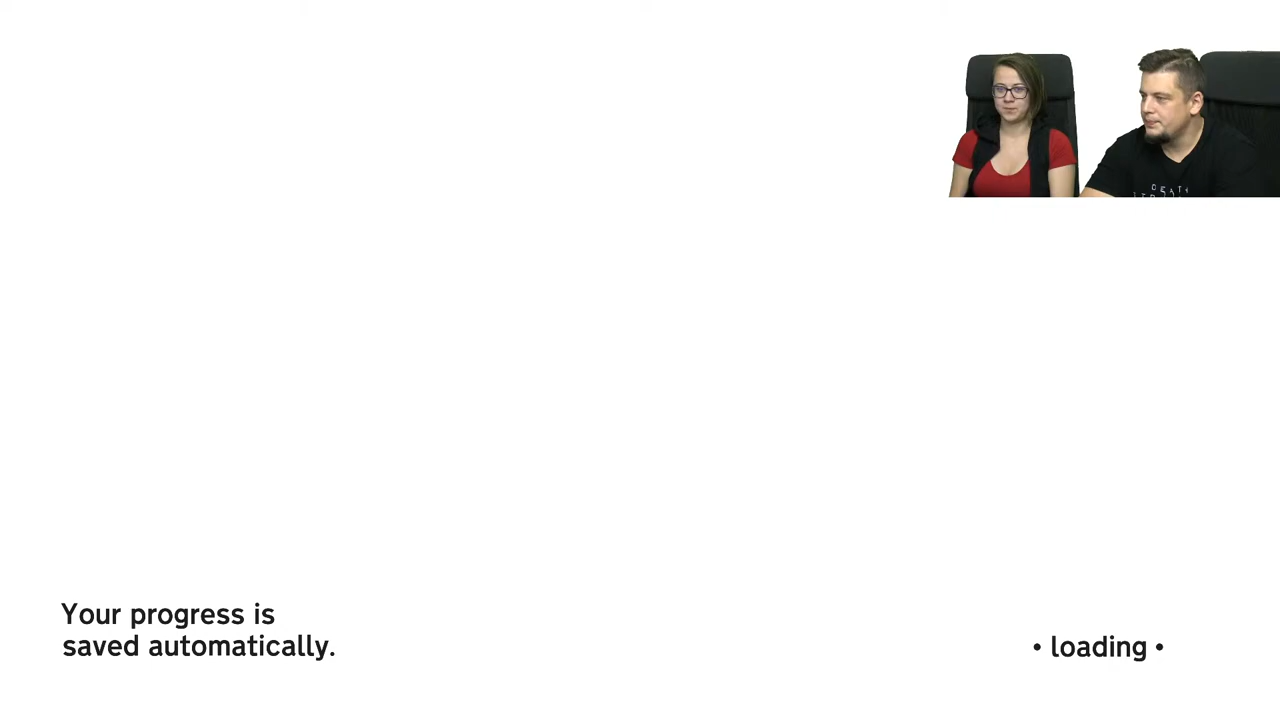 Your progress is
saved automatically.
• loading •